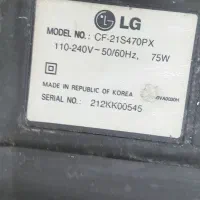 LG
MODEL NO.: CF-21S470PX
110-240V~50/60Hz, 75W
MADE IN REPUBLIC OF KOREA
SERIAL NO.: 212KK00545